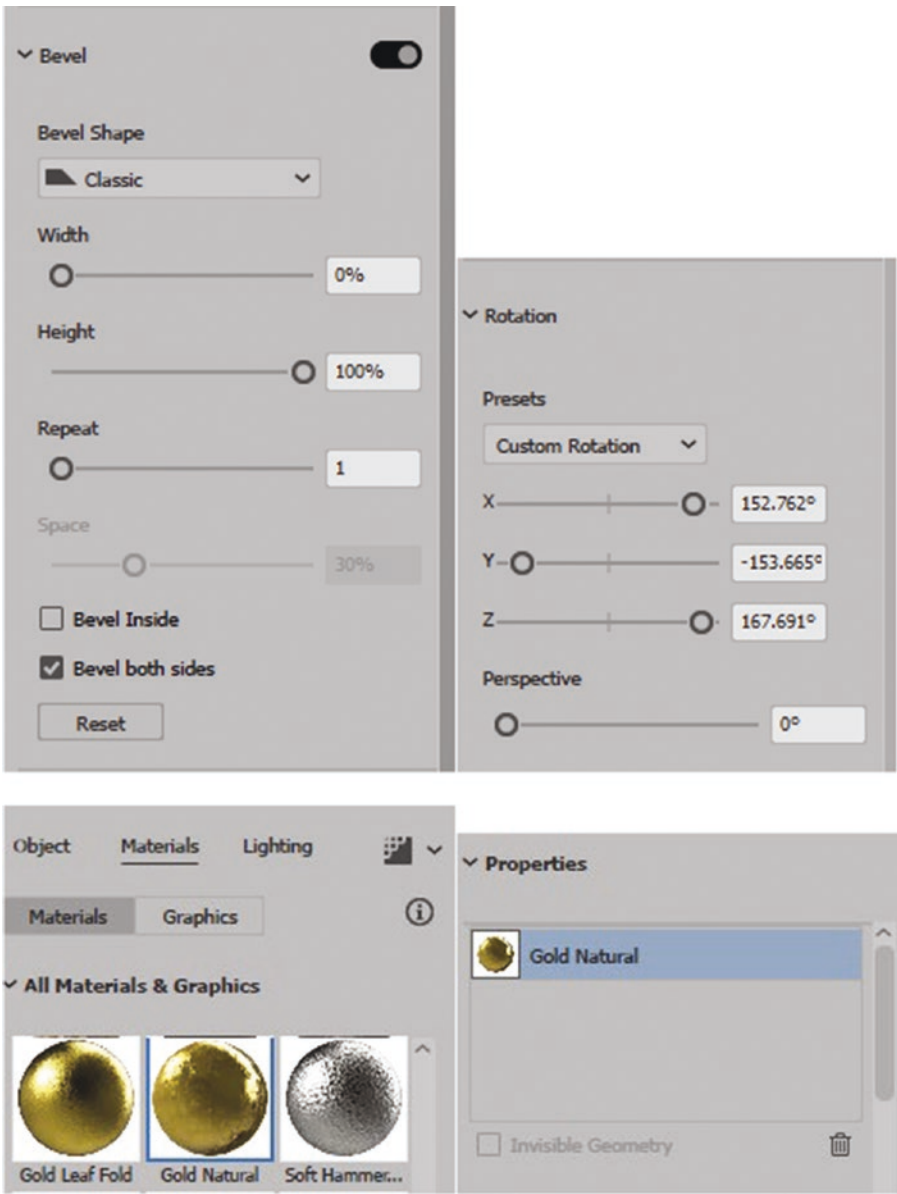 Bevel
Bevel Shape
Classic
Width
0%
Height
100%
Repeat
1
Space
30%
Bevel Inside
Bevel both sides
Reset
Rotation
Presets
Custom Rotation
X 152.762°
Y -153.665°
Z 167.691°
Perspective
0°
Object Materials Lighting
Materials Graphics
All Materials & Graphics
Gold Leaf Fold Gold Natural Soft Hammer...
Properties
Gold Natural
Invisible Geometry